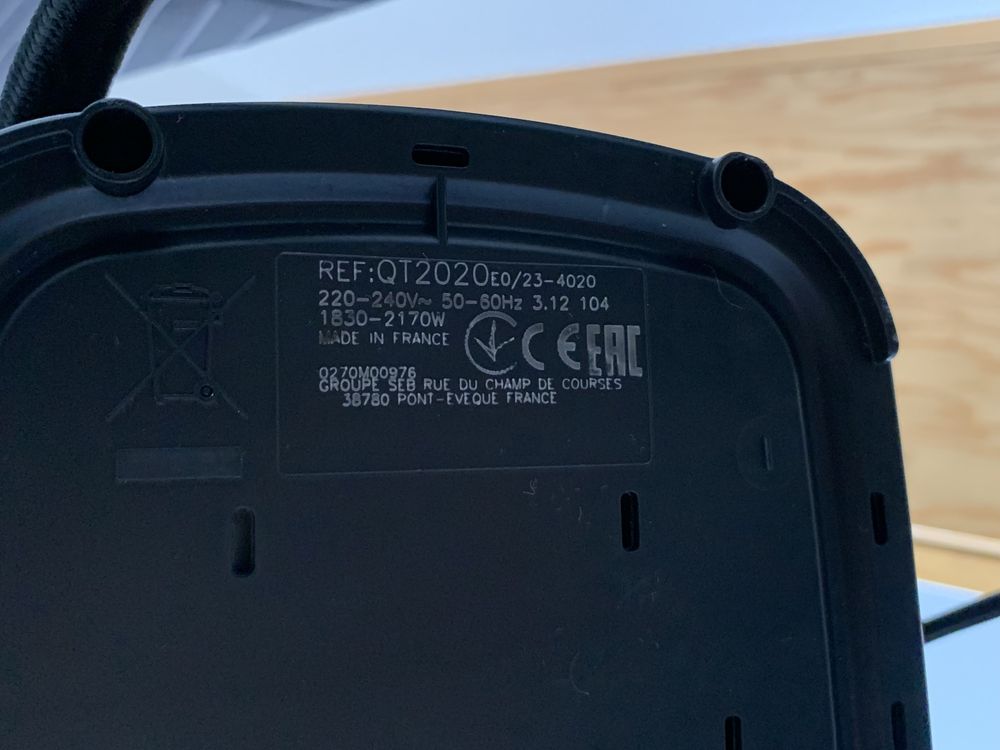 REF:QT2020E0/23-4020
220-240V~ 50-60Hz 3.12 104
1830-2170W
MADE IN FRANCE
CE EAC
0270M00976
GROUPE SEB RUE DU CHAMP DE COURSES
38780 PONT-EVEQUE FRANCE